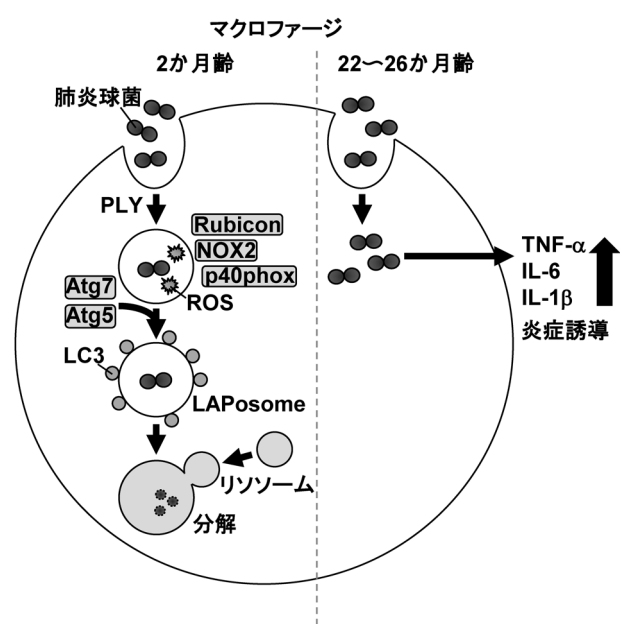 マクロファージ
2か月齢
22〜26か月齢
肺炎球菌
PLY
Rubicon
NOX2
p40phox
ROS
Atg7
Atg5
LC3
LAPosome
リソソーム
分解
TNF-α
IL-6
IL-1β
炎症誘導